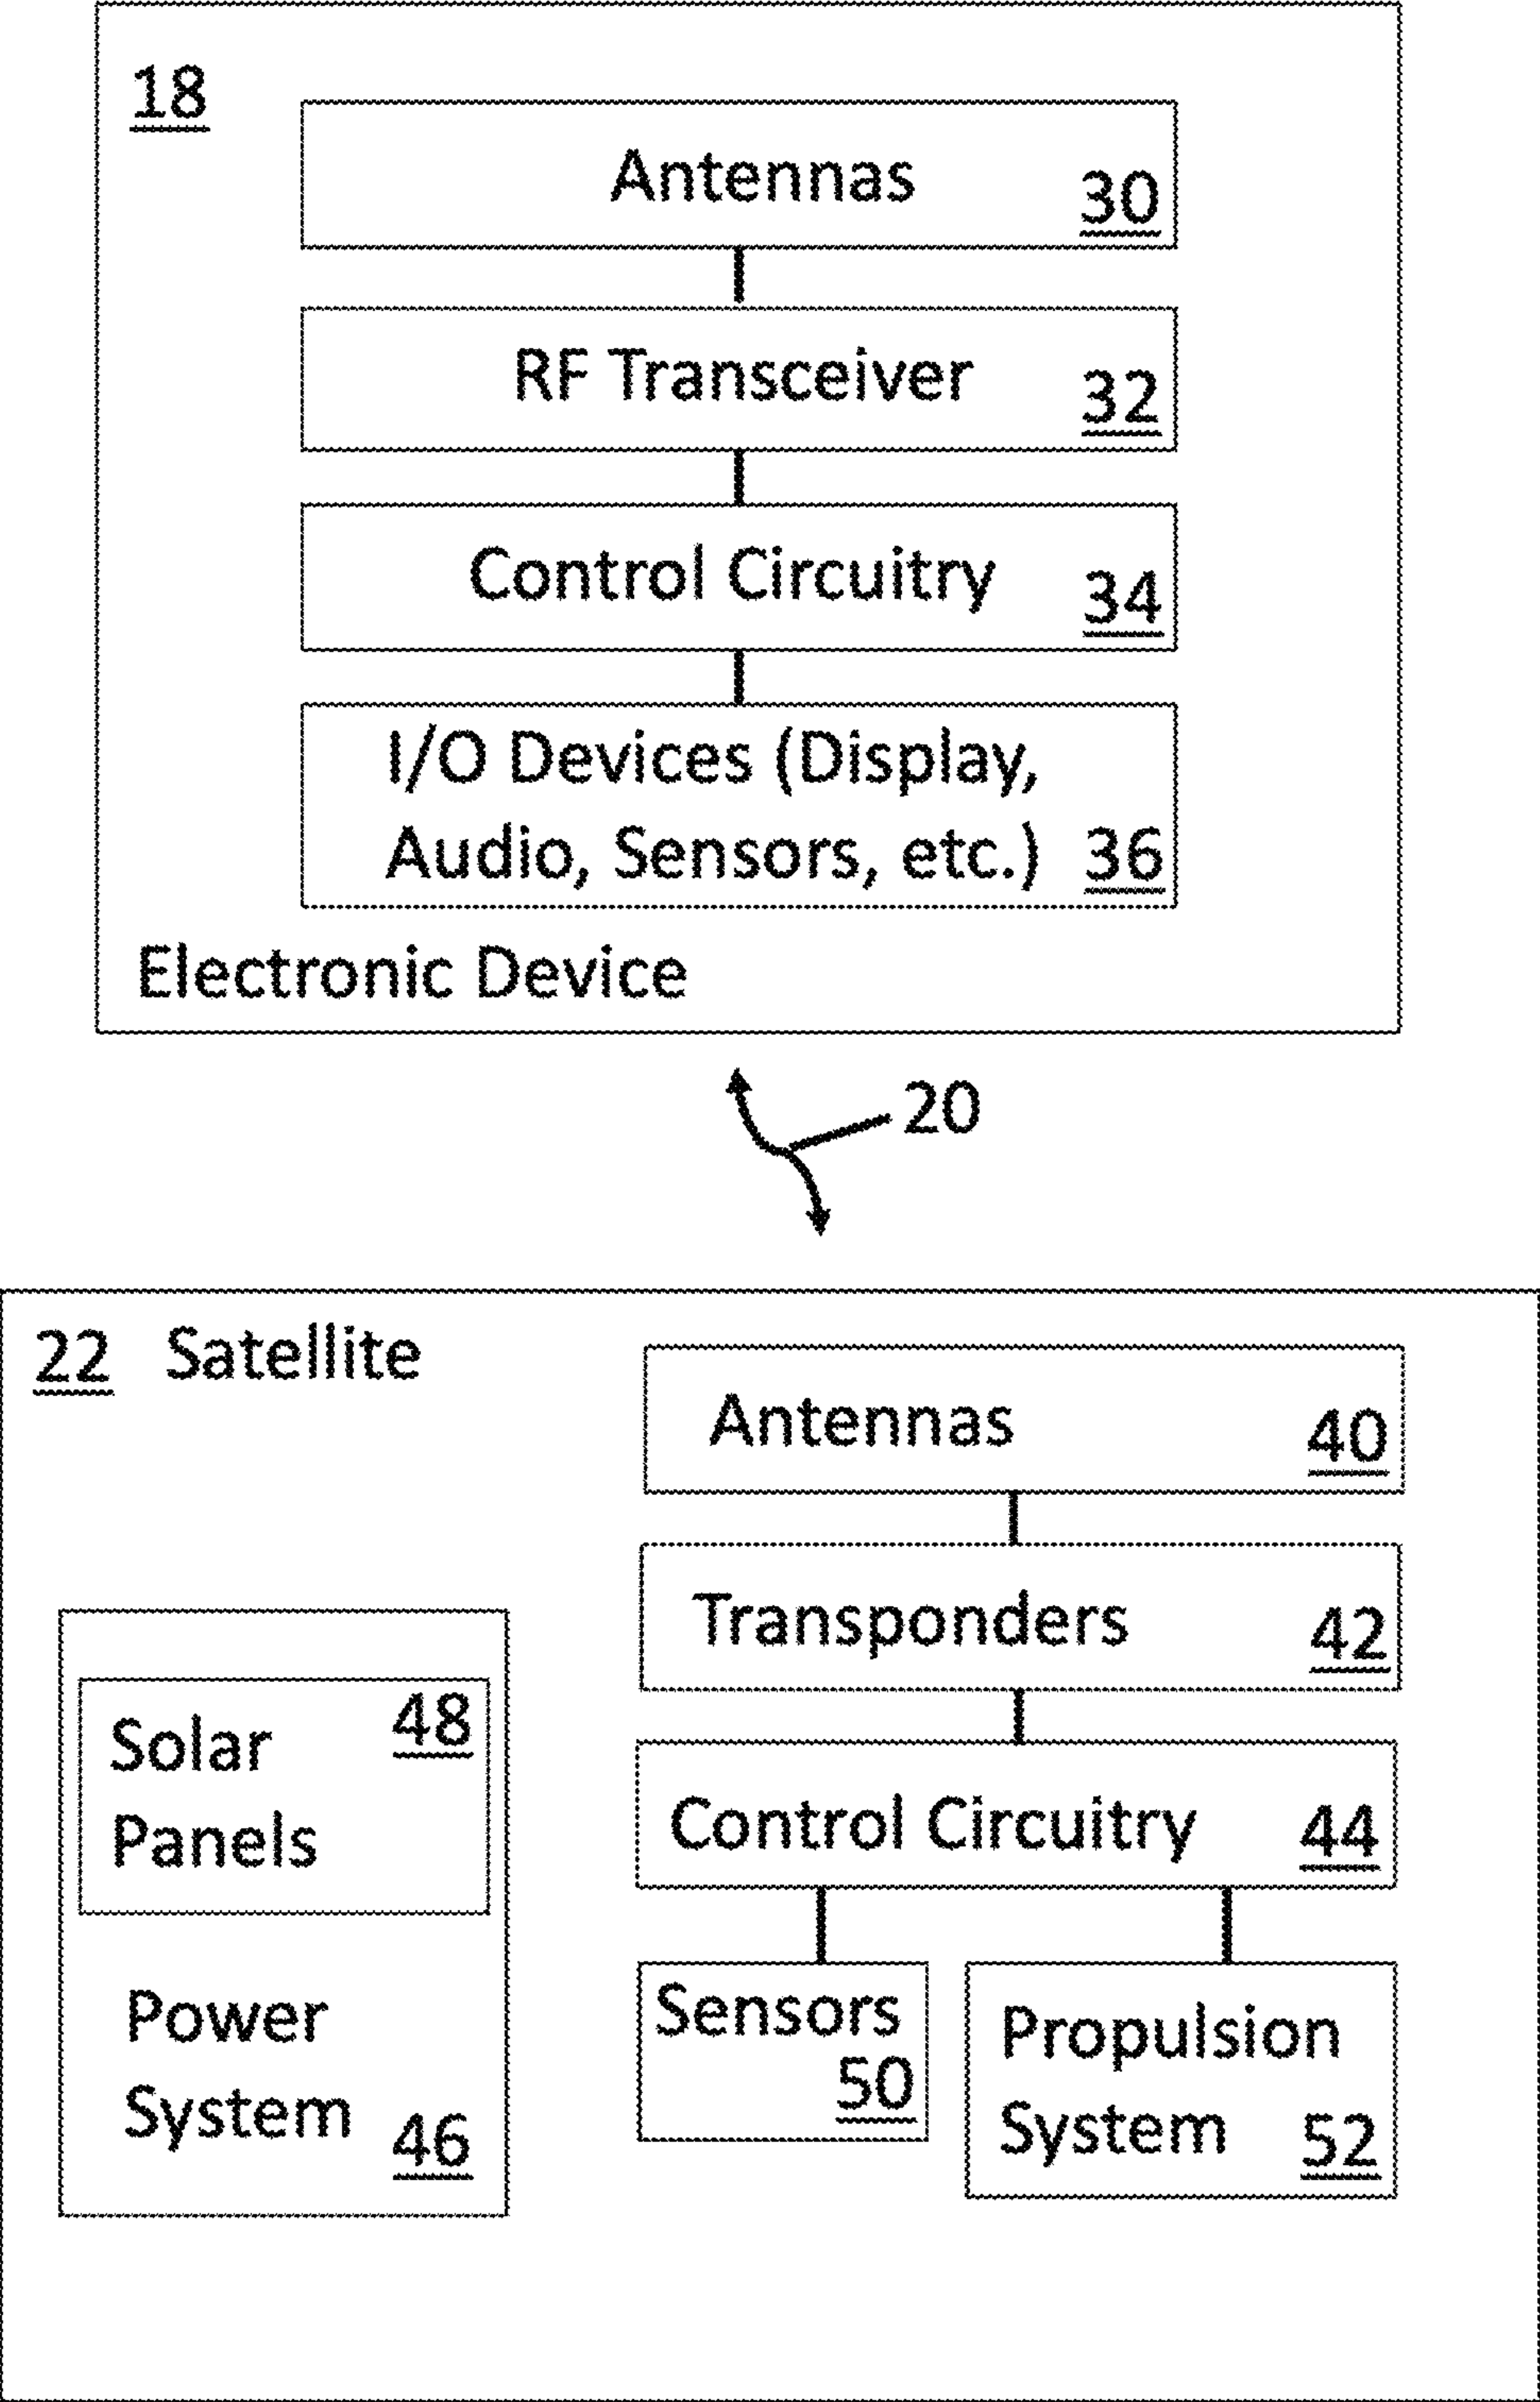 18
Antennas
30
RF Transceiver
32
Control Circuitry
34
I/O Devices (Display,
Audio, Sensors, etc.) 36
Electronic Device
20
22 Satellite
Antennas
40
Transponders
42
Control Circuitry
44
Solar
48
Panels
Power
System
46
Sensors
50
Propulsion
System
52